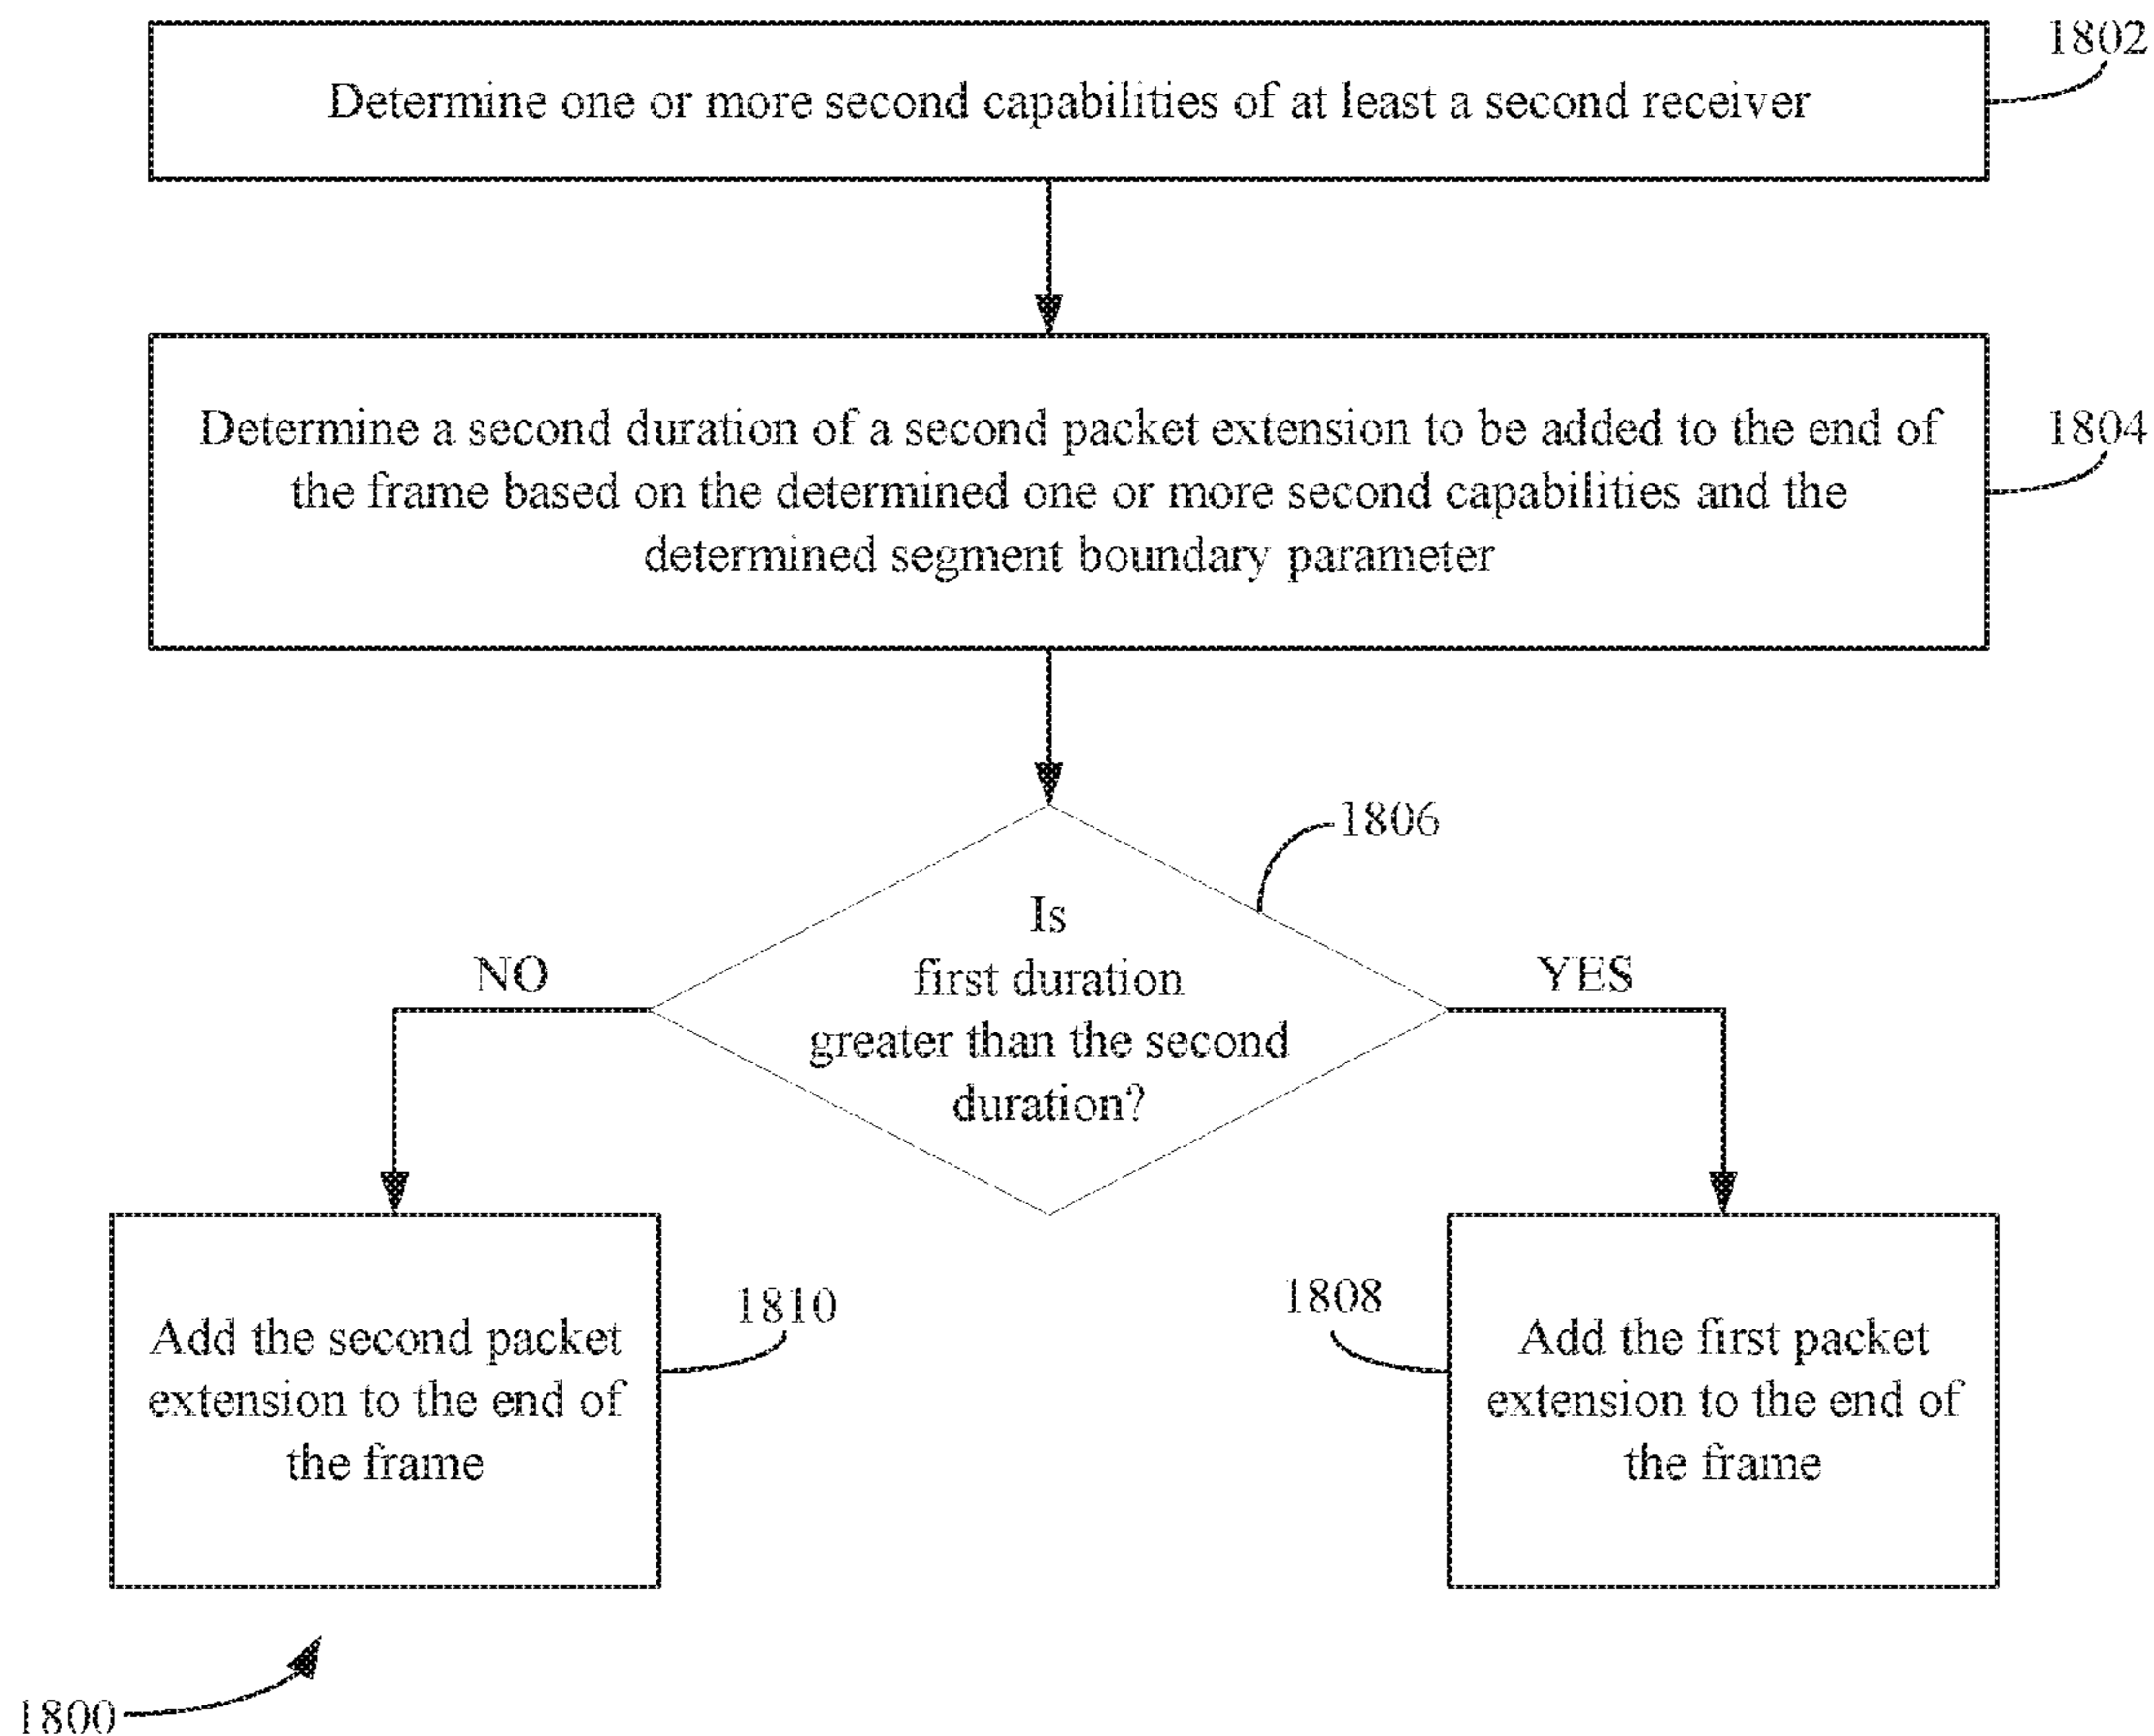 1802
Determine one or more second capabilities of at least a second receiver
Determine a second duration of a second packet extension to be added to the end of
1804
the frame based on the determined one or more second capabilities and the
determined segment boundary parameter
1806
Is
first duration
greater than the second
duration?
NO
YES
1810
Add the second packet
extension to the end of
the frame
1808
Add the first packet
extension to the end of
the frame
1800